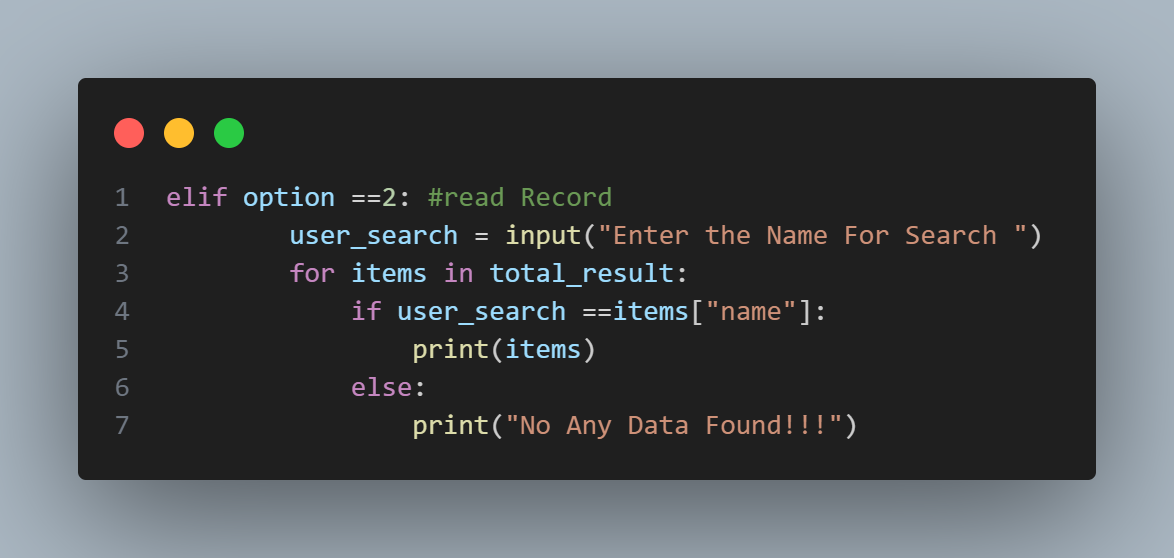 1 elif option ==2: #read Record
2         user_search = input("Enter the Name For Search ")
3         for items in total_result:
4             if user_search ==items["name"]:
5                 print(items)
6             else:
7                 print("No Any Data Found!!!")